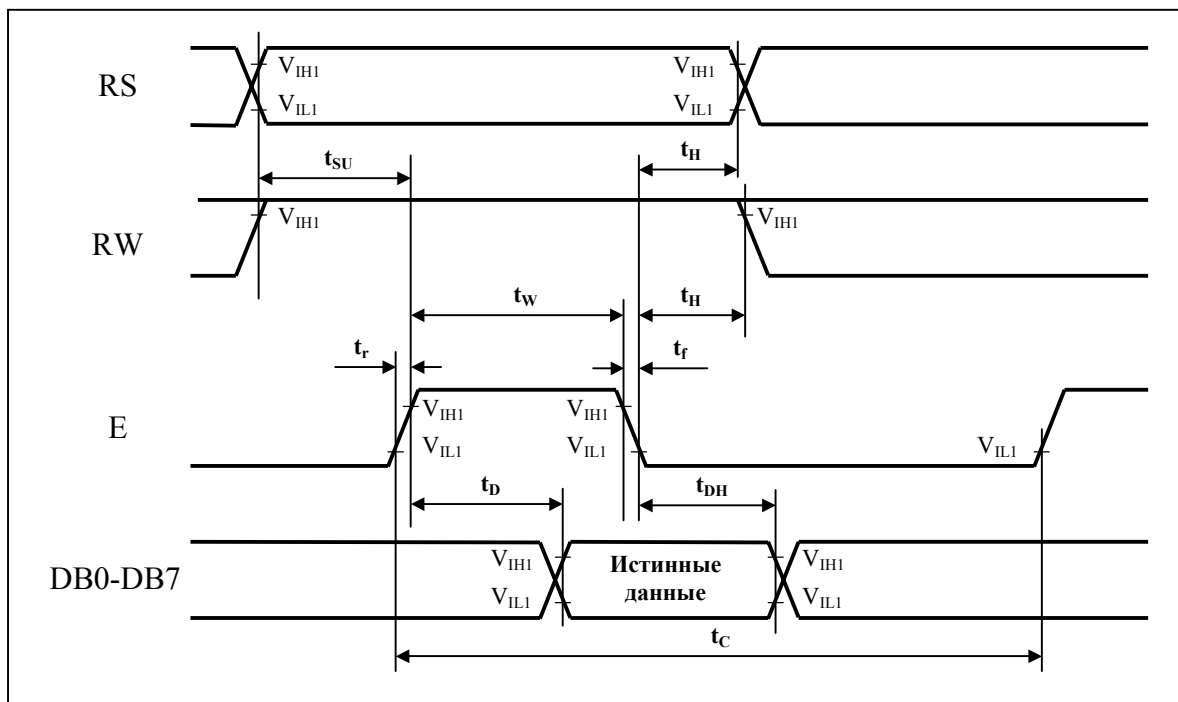 RS
V_IH1
V_IL1
V_IH1
V_IL1
t_SU
t_H
RW
V_IH1
V_IH1
t_W
t_H
t_r
t_f
E
V_IH1
V_IL1
V_IH1
V_IL1
V_IL1
t_D
t_DH
DB0-DB7
V_IH1
V_IL1
Истинные
данные
V_IH1
V_IL1
t_C